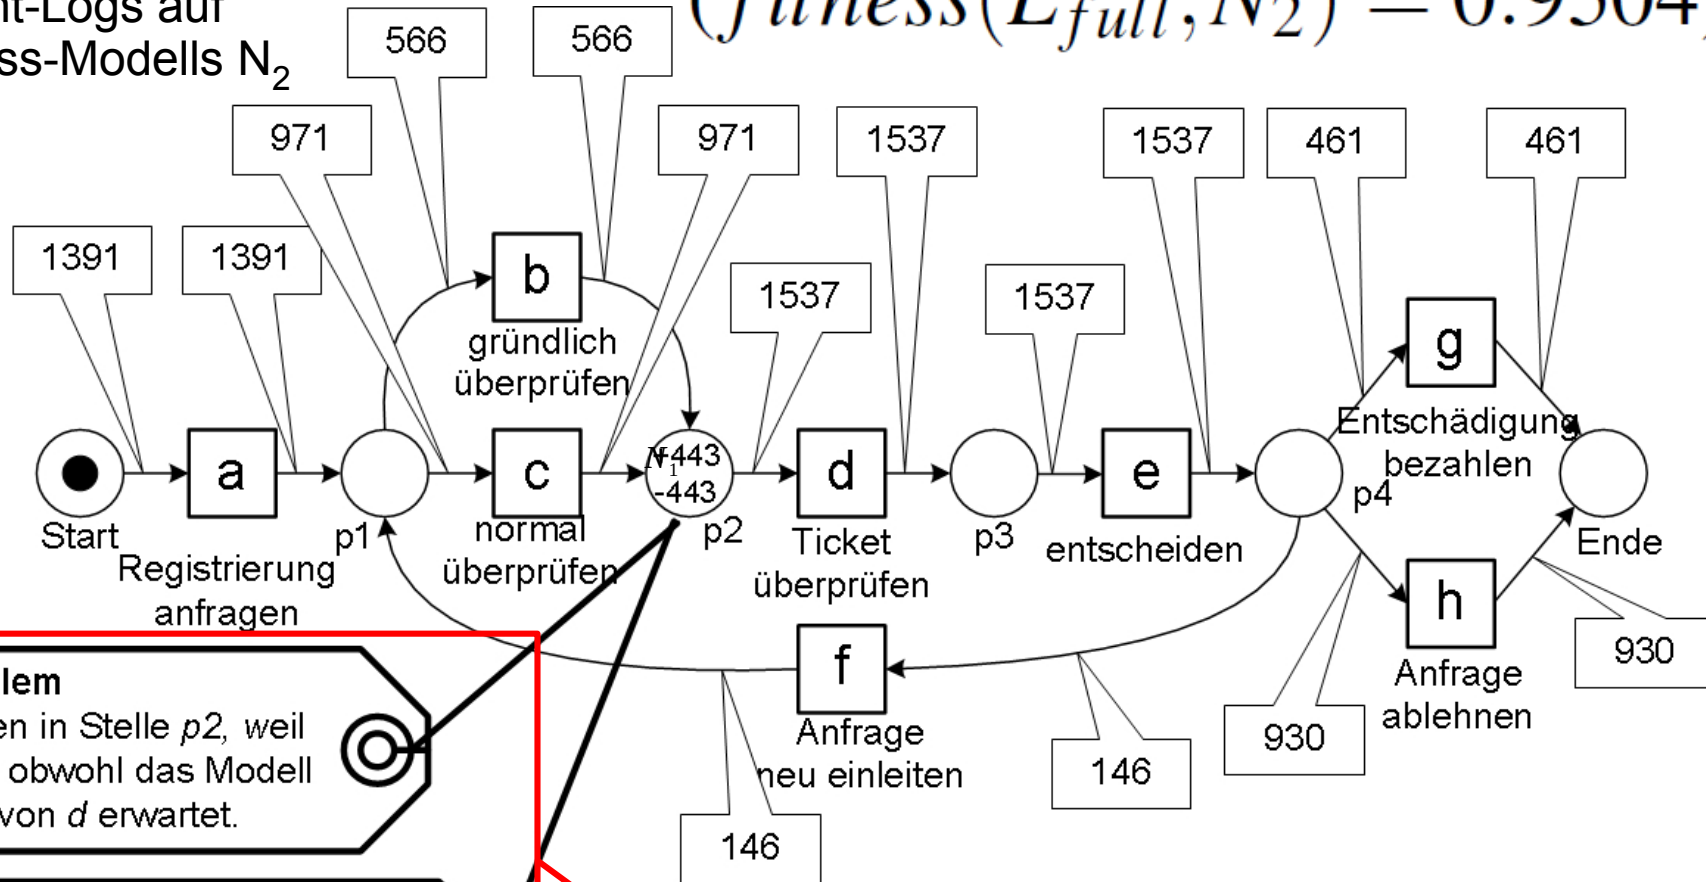 nt-Logs auf
ss-Modells N2
(fitness(Lfull, N2) = 0.9504)
566
566
971
971
1537
1537
461
461
1391
1391
1537
1537
b
gründlich
überprüfen
g
Entschädigung
bezahlen
a
c
N1
+443
-443
d
e
Start
p1
p2
p3
p4
Ende
Registrierung
anfragen
normal
überprüfen
Ticket
überprüfen
entscheiden
h
Anfrage
ablehnen
f
Anfrage
neu einleiten
930
930
146
146
lem
en in Stelle p2, weil
obwohl das Modell
von d erwartet.